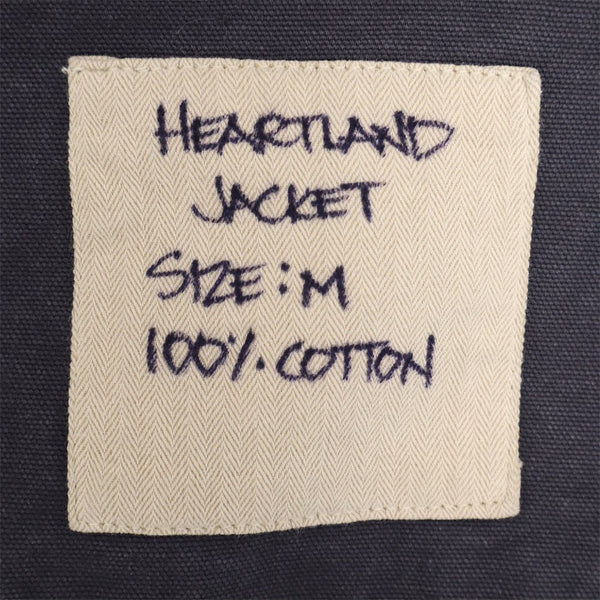 HEARTLAND
JACKET
SIZE: M
100%. COTTON